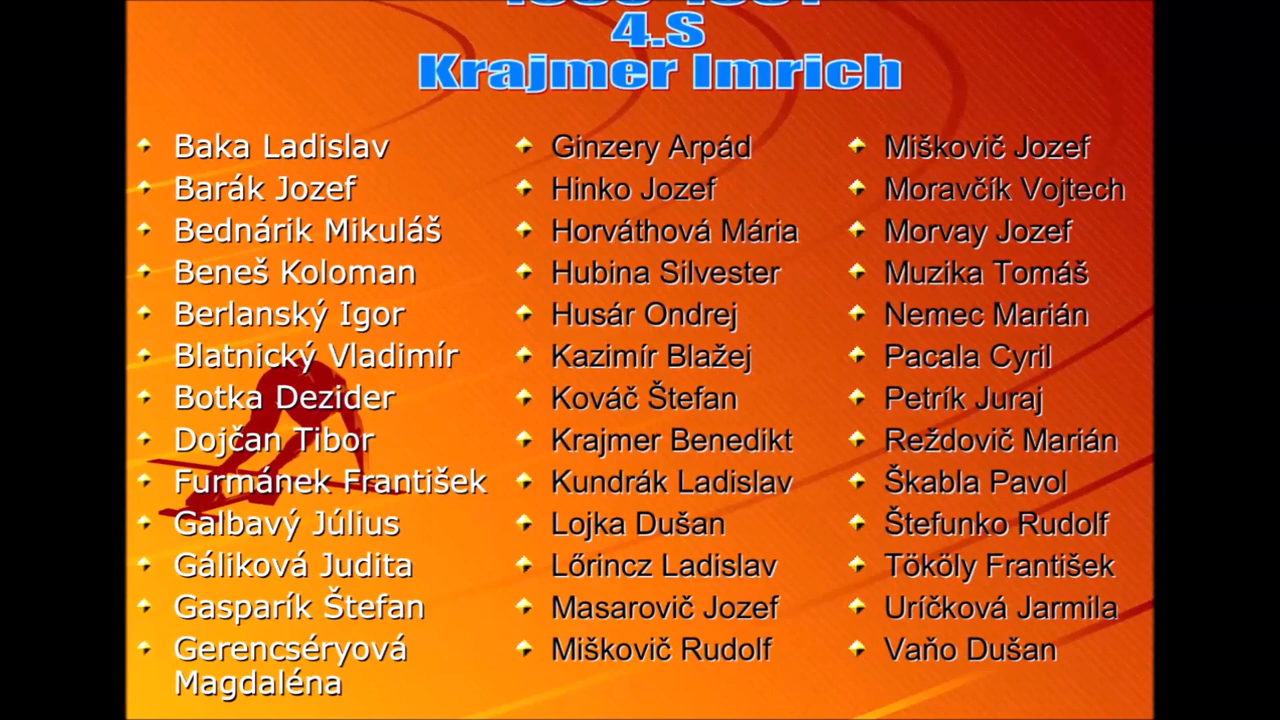 4.S
Krajmer Imrich
Baka Ladislav
Barák Jozef
Bednárik Mikuláš
Beneš Koloman
Berlanský Igor
Blatnický Vladimír
Botka Dezider
Dojčan Tibor
Furmánek František
Galbavý Július
Gáliková Judita
Gasparík Štefan
Gerencséryová
Magdaléna
Ginzery Arpád
Hinko Jozef
Horváthová Mária
Hubina Silvester
Husár Ondrej
Kazimír Blažej
Kováč Štefan
Krajmer Benedikt
Kundrák Ladislav
Lojka Dušan
Lőrincz Ladislav
Masarovič Jozef
Miškovič Rudolf
Miškovič Jozef
Moravčík Vojtech
Morvay Jozef
Muzika Tomáš
Nemec Marián
Pacala Cyril
Petrík Juraj
Reždovič Marián
Škabla Pavol
Štefunko Rudolf
Tököly František
Uríčková Jarmila
Vaňo Dušan